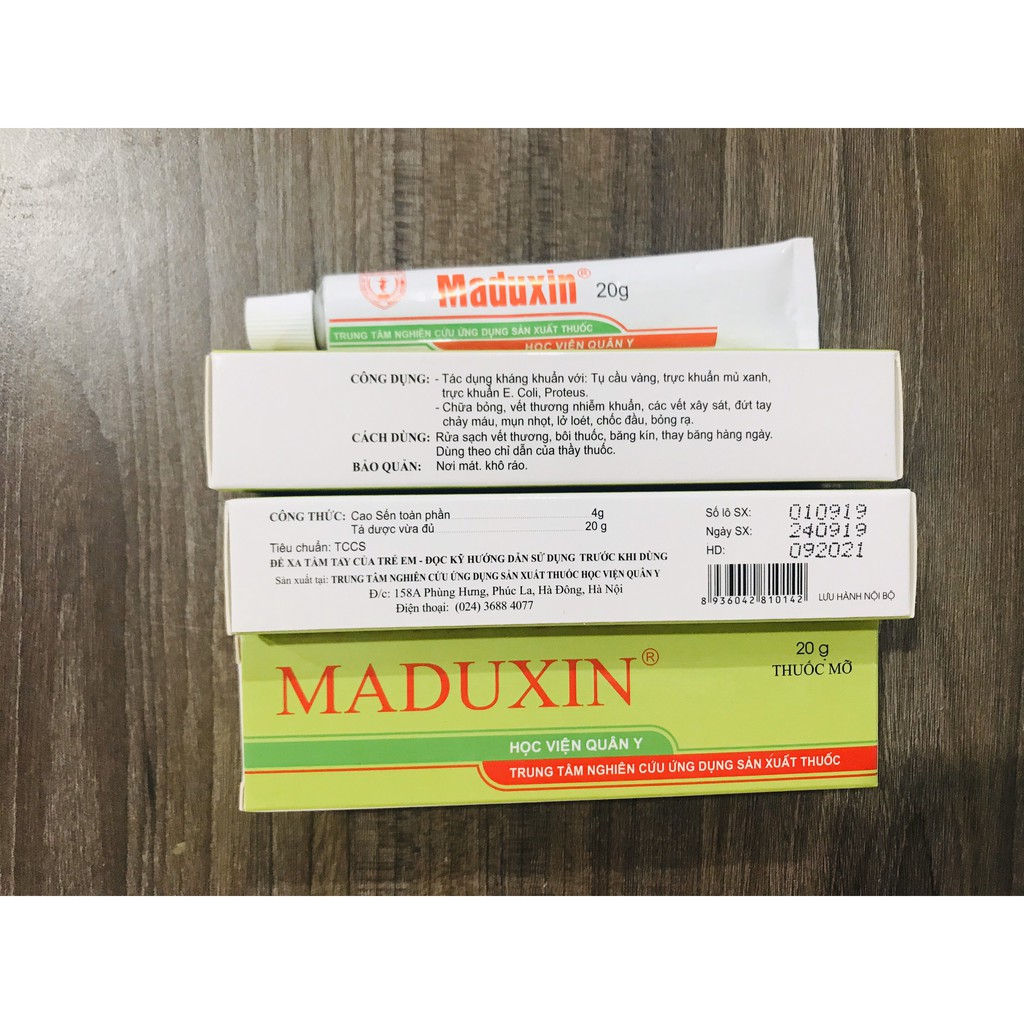 Maduxin® 20g
TRUNG TÂM NGHIÊN CỨU ỨNG DỤNG SẢN XUẤT THUỐC
HỌC VIỆN QUÂN Y
CÔNG DỤNG: - Tác dụng kháng khuẩn với: Tụ cầu vàng, trực khuẩn mủ xanh,
trực khuẩn E. Coli, Proteus.
- Chữa bỏng, vết thương nhiễm khuẩn, các vết xây sát, đứt tay
chảy máu, mụn nhọt, lở loét, chốc đầu, bỏng rạ.
CÁCH DÙNG: Rửa sạch vết thương, bôi thuốc, băng kín, thay băng hàng ngày.
Dùng theo chỉ dẫn của thầy thuốc.
BẢO QUẢN: Nơi mát. khô ráo.
CÔNG THỨC: Cao Sến toàn phần 4g
Tá dược vừa đủ 20 g
Tiêu chuẩn: TCCS
ĐỂ XA TẦM TAY CỦA TRẺ EM - ĐỌC KỸ HƯỚNG DẪN SỬ DỤNG TRƯỚC KHI DÙNG
Sản xuất tại: TRUNG TÂM NGHIÊN CỨU ỨNG DỤNG SẢN XUẤT THUỐC HỌC VIỆN QUÂN Y
Đ/c: 158A Phùng Hưng, Phúc La, Hà Đông, Hà Nội
Điện thoại: (024) 3688 4077
Số lô SX: 010919
Ngày SX: 240919
HD: 092021
8 936042 810142
LƯU HÀNH NỘI BỘ
MADUXIN®
20 g
THUỐC MỠ
HỌC VIỆN QUÂN Y
TRUNG TÂM NGHIÊN CỨU ỨNG DỤNG SẢN XUẤT THUỐC